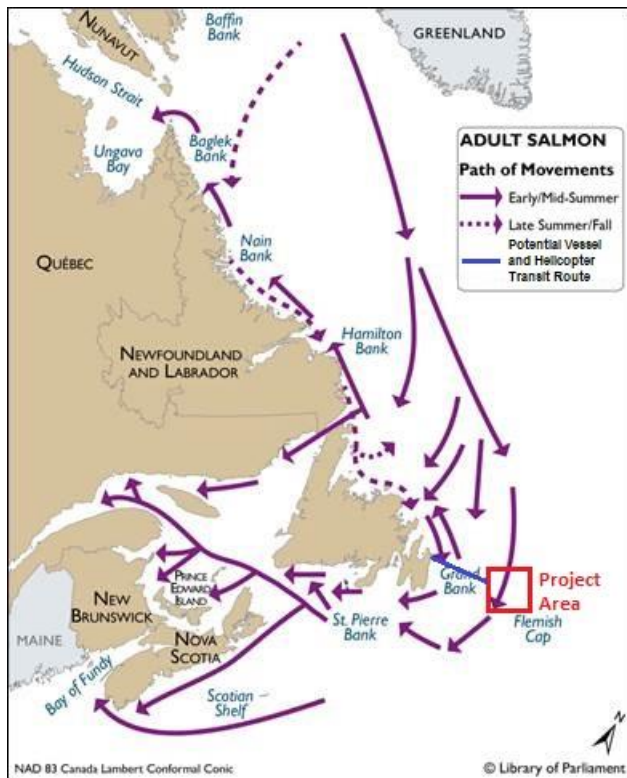 Baffin
Bank
NUNAVUT
GREENLAND
Hudson Strait
Ungava
Bay
Baglek
Bank
ADULT SALMON
Path of Movements
Early/Mid-Summer
Late Summer/Fall
Potential Vessel
and Helicopter
Transit Route
Nain
Bank
QUÉBEC
Hamilton
Bank
NEWFOUNDLAND
AND LABRADOR
Grand
Bank
Project
Area
PRINCE
EDWARD
ISLAND
NEW
BRUNSWICK
St. Pierre
Bank
Flemish
Cap
MAINE
NOVA
SCOTIA
Bay of Fundy
Scotian
Shelf
N
NAD 83 Canada Lambert Conformal Conic
© Library of Parliament